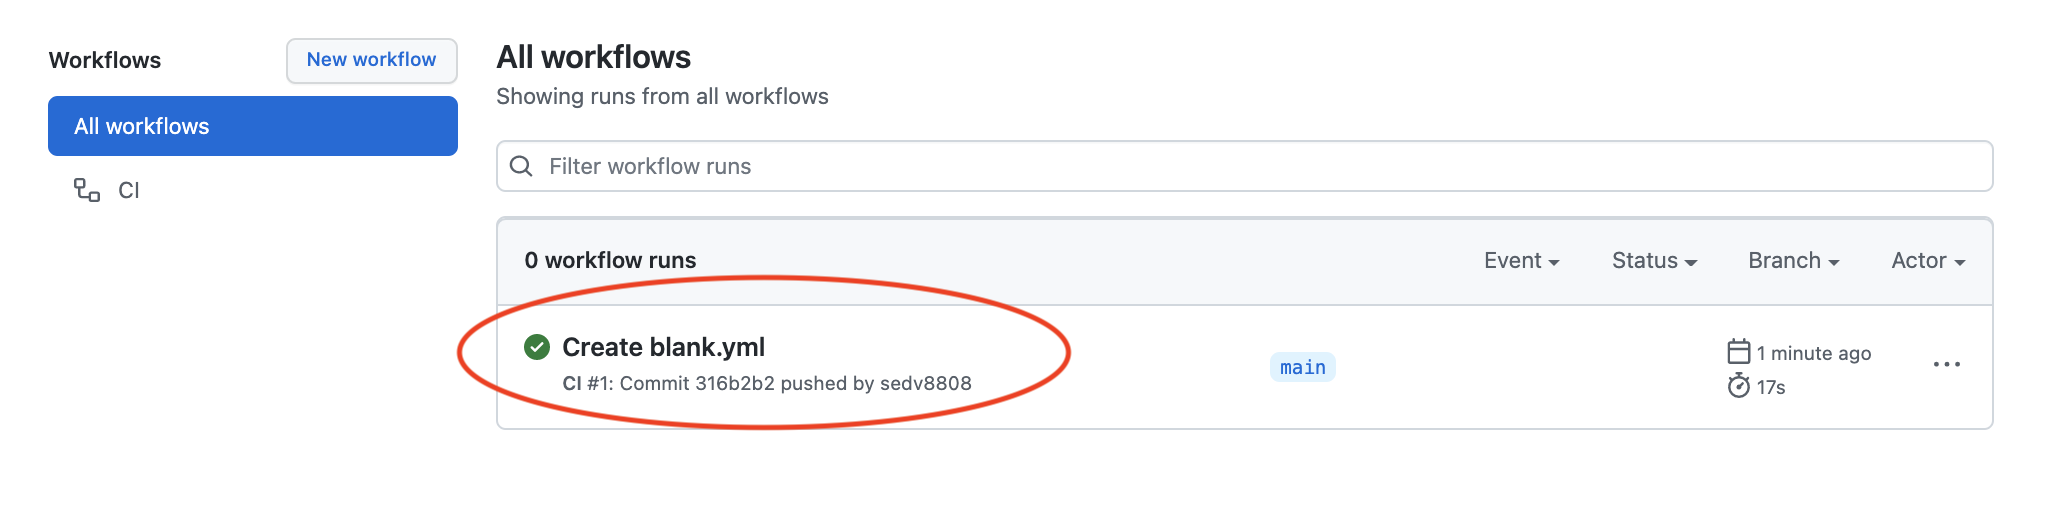 Workflows
New workflow
All workflows
CI
All workflows
Showing runs from all workflows
Filter workflow runs
0 workflow runs
Event
Status
Branch
Actor
Create blank.yml
CI #1: Commit 316b2b2 pushed by sedv8808
main
1 minute ago
17s